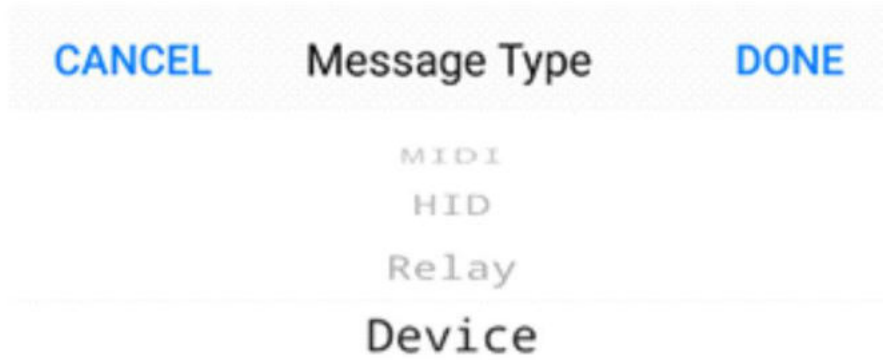 CANCEL Message Type DONE
MIDI
HID
Relay
Device